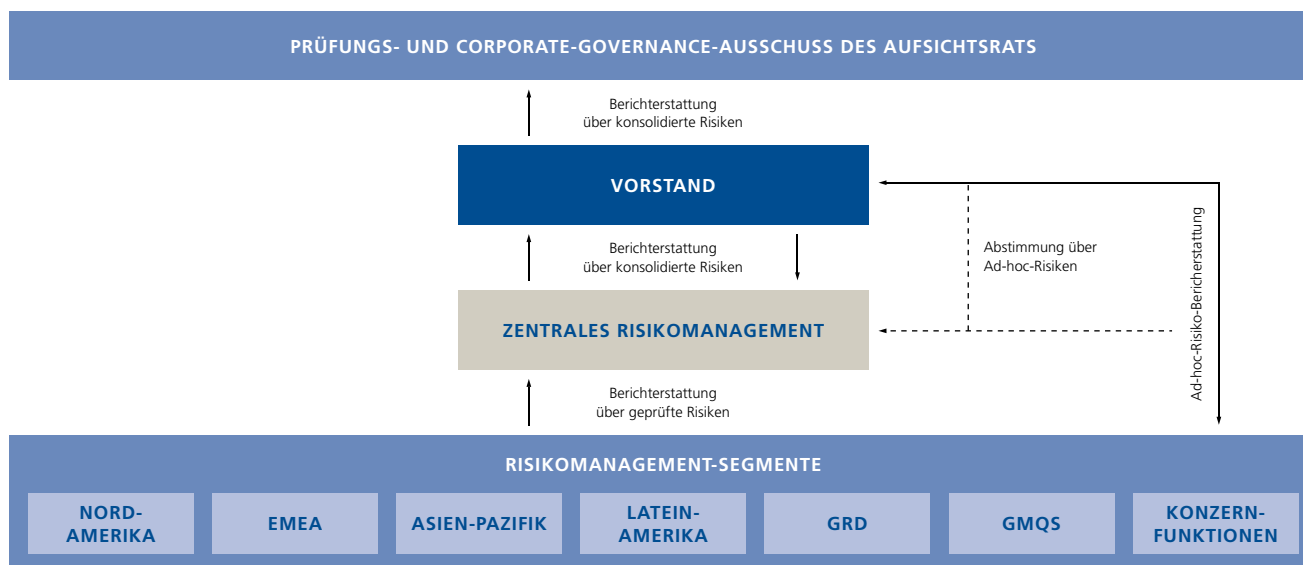 PRÜFUNGS- UND CORPORATE-GOVERNANCE-AUSSCHUSS DES AUFSICHTSRATS
Berichterstattung
über konsolidierte Risiken
VORSTAND
Berichterstattung
über konsolidierte Risiken
Abstimmung über
Ad-hoc-Risiken
Ad-hoc-Risiko-Berichterstattung
ZENTRALES RISIKOMANAGEMENT
Berichterstattung
über geprüfte Risiken
RISIKOMANAGEMENT-SEGMENTE
NORD-
AMERIKA
EMEA
ASIEN-PAZIFIK
LATEIN-
AMERIKA
GRD
GMQS
KONZERN-
FUNKTIONEN